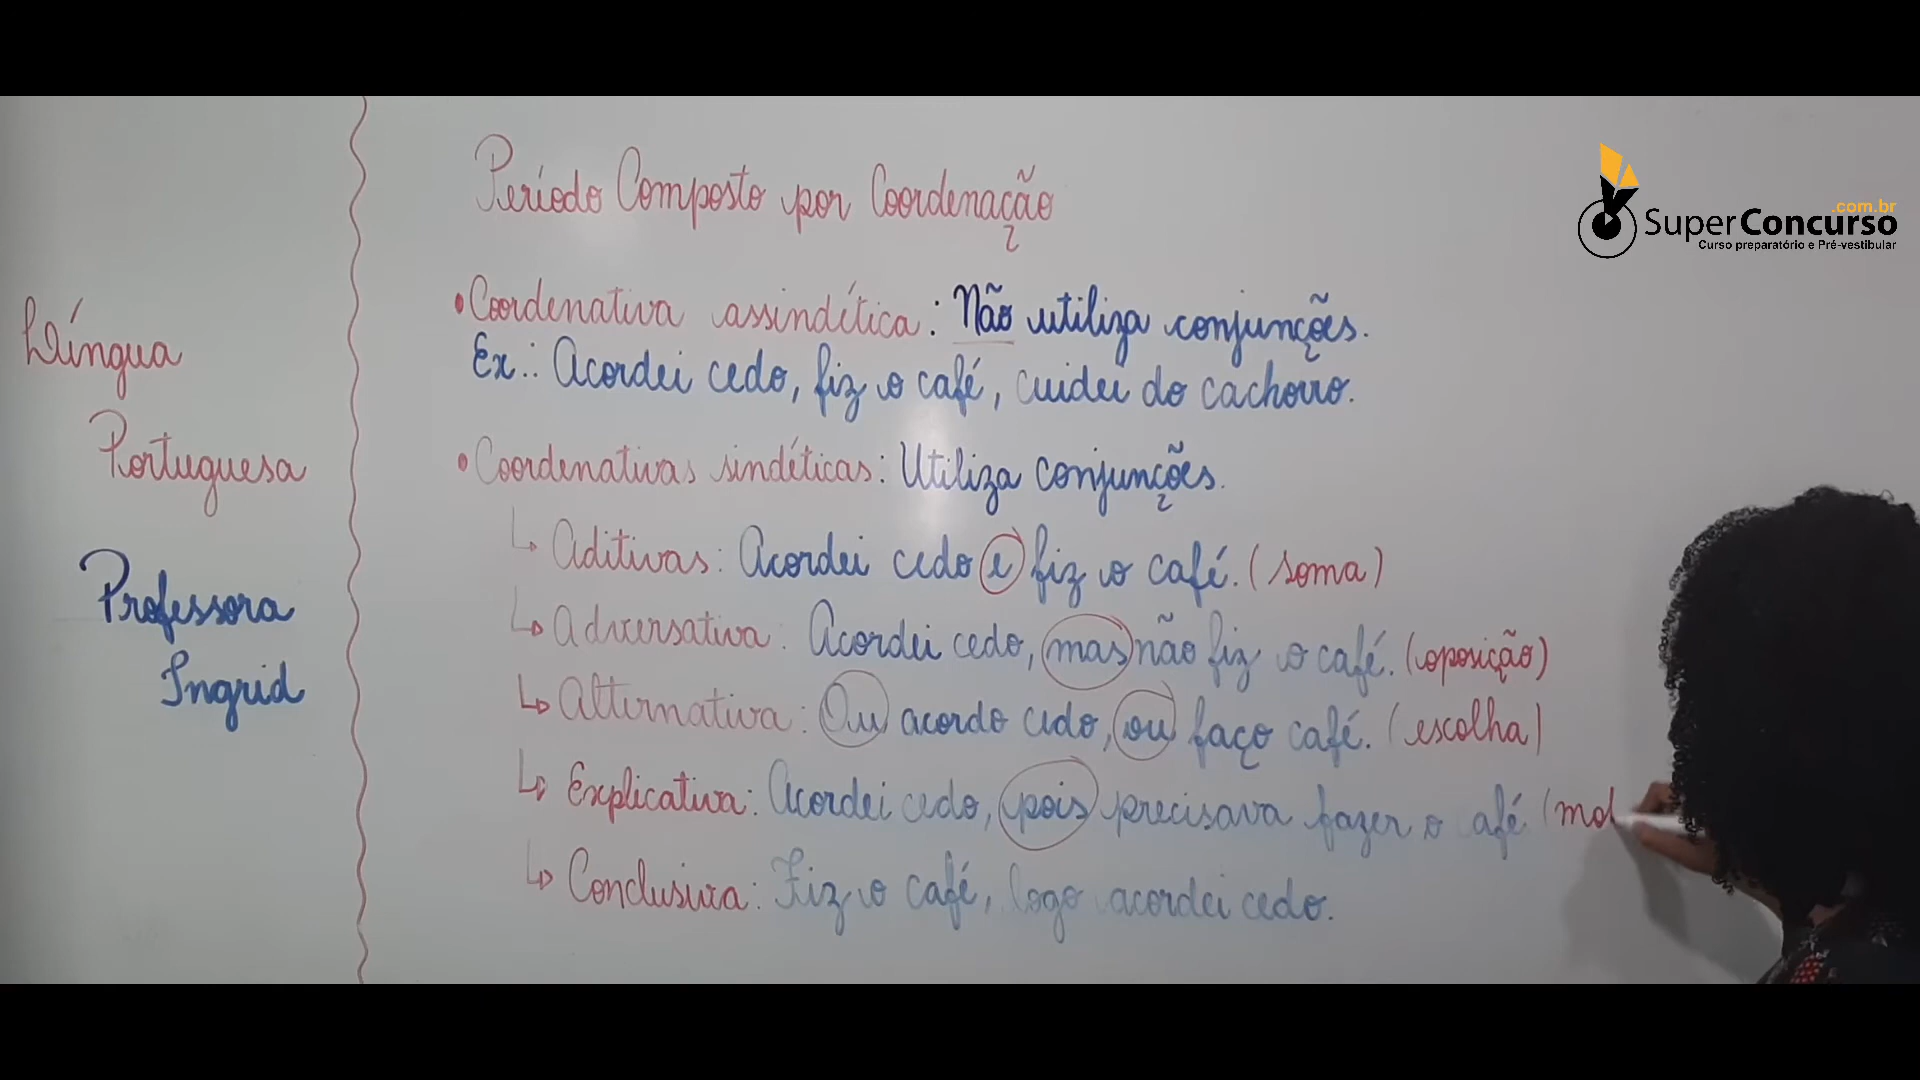 Período Composto por Coordenação
.com.br
SuperConcurso
Curso preparatório e Pré-vestibular
Língua
Portuguesa
Professora
Ingrid
•Coordenativa assindética: Não utiliza conjunções.
Ex.: Acordei cedo, fiz o café, cuidei do cachorro.
•Coordenativas sindéticas: Utiliza conjunções.
↳ Aditivas: Acordei cedo e fiz o café. (soma)
↳ Adversativa: Acordei cedo, mas não fiz o café. (oposição)
↳ Alternativa: Ou acordo cedo, ou faço café. (escolha)
↳ Explicativa: Acordei cedo, pois precisava fazer o afé (mo
↳ Conclusiva: Fiz o café, logo acordei cedo.